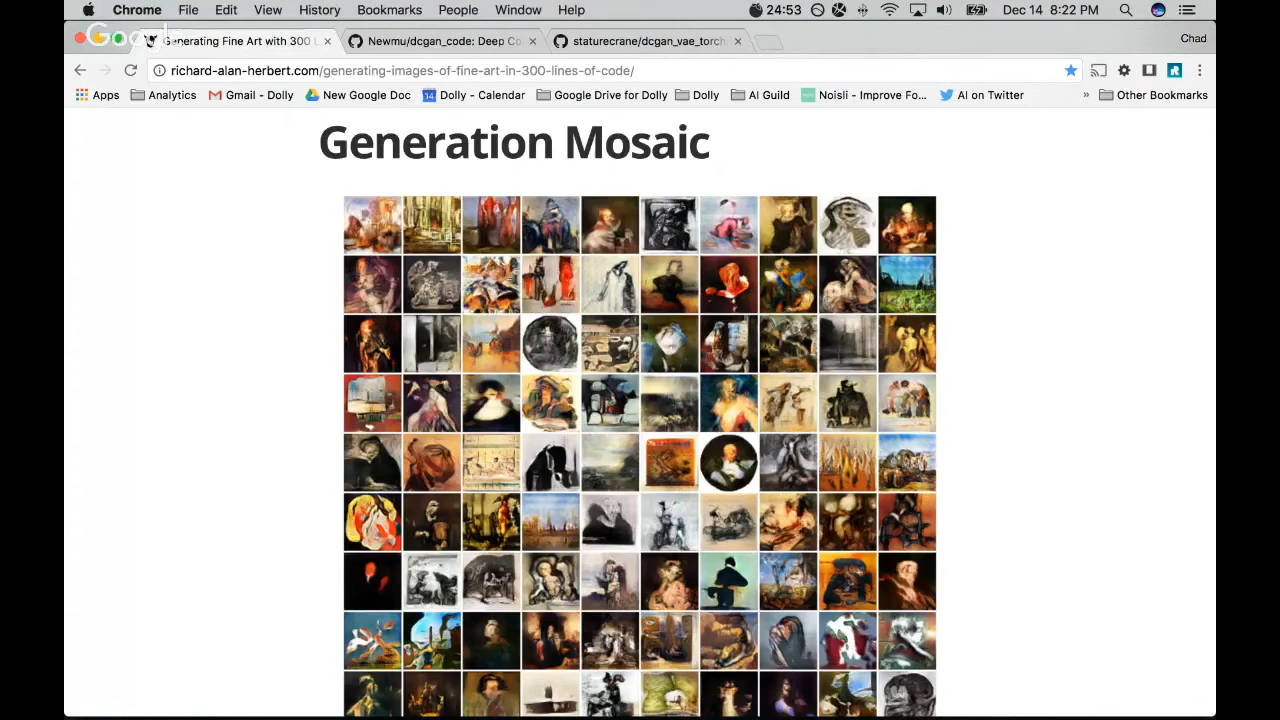 Chrome File Edit View History Bookmarks People Window Help 24:53 Dec 14 8:22 PM
Google
Generating Fine Art with 300 L Newmu/dcgan_code: Deep Co staturecrane/dcgan_vae_torch Chad
richard-alan-herbert.com/generating-images-of-fine-art-in-300-lines-of-code/
Apps Analytics Gmail - Dolly New Google Doc 14 Dolly - Calendar Google Drive for Dolly Dolly AI Guild Noisli - Improve Fo... AI on Twitter » Other Bookmarks
Generation Mosaic